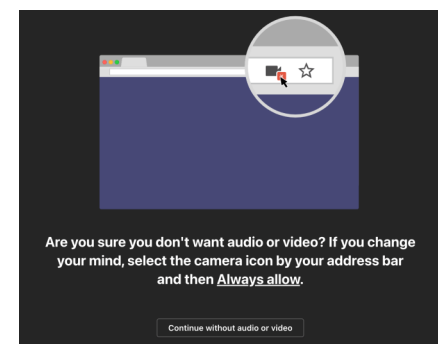 Are you sure you don't want audio or video? If you change
your mind, select the camera icon by your address bar
and then Always allow.
Continue without audio or video